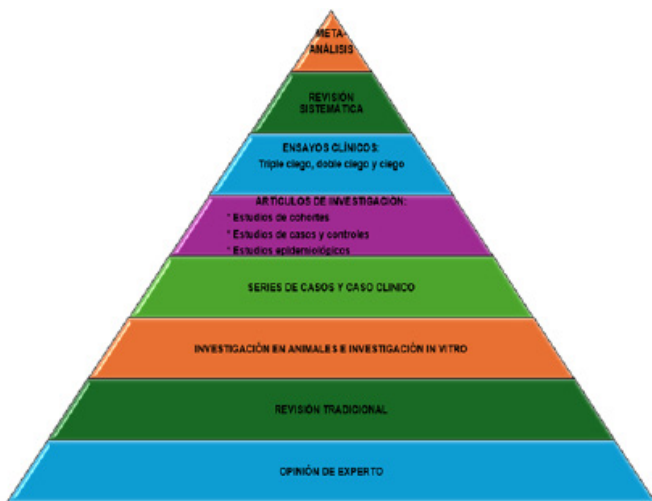 META-
ANÁLISIS
REVISIÓN
SISTEMÁTICA
ENSAYOS CLÍNICOS:
Triple ciego, doble ciego y ciego
ARTÍCULOS DE INVESTIGACIÓN:
* Estudios de cohortes
* Estudios de casos y controles
* Estudios epidemiológicos
SERIES DE CASOS Y CASO CLINICO
INVESTIGACIÓN EN ANIMALES E INVESTIGACIÓN IN VITRO
REVISIÓN TRADICIONAL
OPINIÓN DE EXPERTO